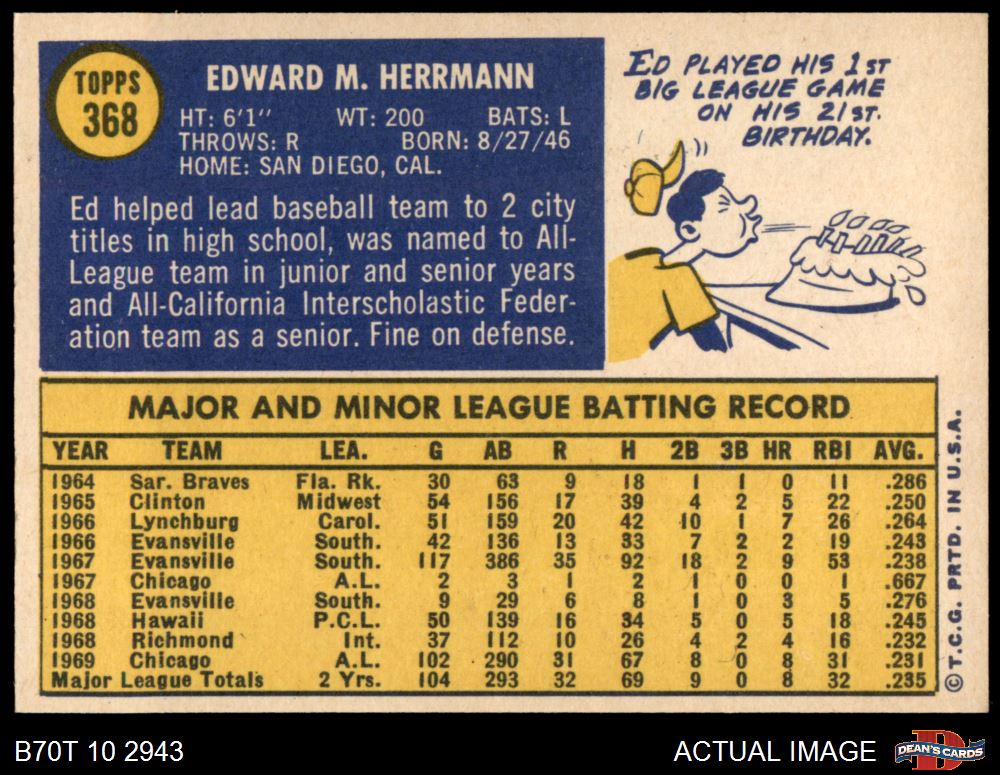 TOPPS
368
EDWARD M. HERRMANN
HT: 6'1" WT: 200 BATS: L
THROWS: R BORN: 8/27/46
HOME: SAN DIEGO, CAL.
Ed helped lead baseball team to 2 city
titles in high school, was named to All-
League team in junior and senior years
and All-California Interscholastic Feder-
ation team as a senior. Fine on defense.
ED PLAYED HIS 1ST
BIG LEAGUE GAME
ON HIS 21ST.
BIRTHDAY.
MAJOR AND MINOR LEAGUE BATTING RECORD
YEAR TEAM LEA. G AB R H 2B 3B HR RBI AVG.
1964 Sar. Braves Fla. Rk. 30 63 9 18 1 1 0 11 .286
1965 Clinton Midwest 54 156 17 39 4 2 5 22 .250
1966 Lynchburg Carol. 51 159 20 42 10 1 7 26 .264
1966 Evansville South. 42 136 13 33 7 2 2 19 .243
1967 Evansville South. 117 386 35 92 18 2 9 53 .238
1967 Chicago A.L. 2 3 1 2 1 0 0 1 .667
1968 Evansville South. 9 29 6 8 1 0 3 5 .276
1968 Hawaii P.C.L. 50 139 16 34 5 0 5 18 .245
1968 Richmond Int. 37 112 10 26 4 2 4 16 .232
1969 Chicago A.L. 102 290 31 67 8 0 8 31 .231
Major League Totals 2 Yrs. 104 293 32 69 9 0 8 32 .235
© T.C.G. PRTD. IN U.S.A.
B70T 10 2943
ACTUAL IMAGE
DEAN'S CARDS